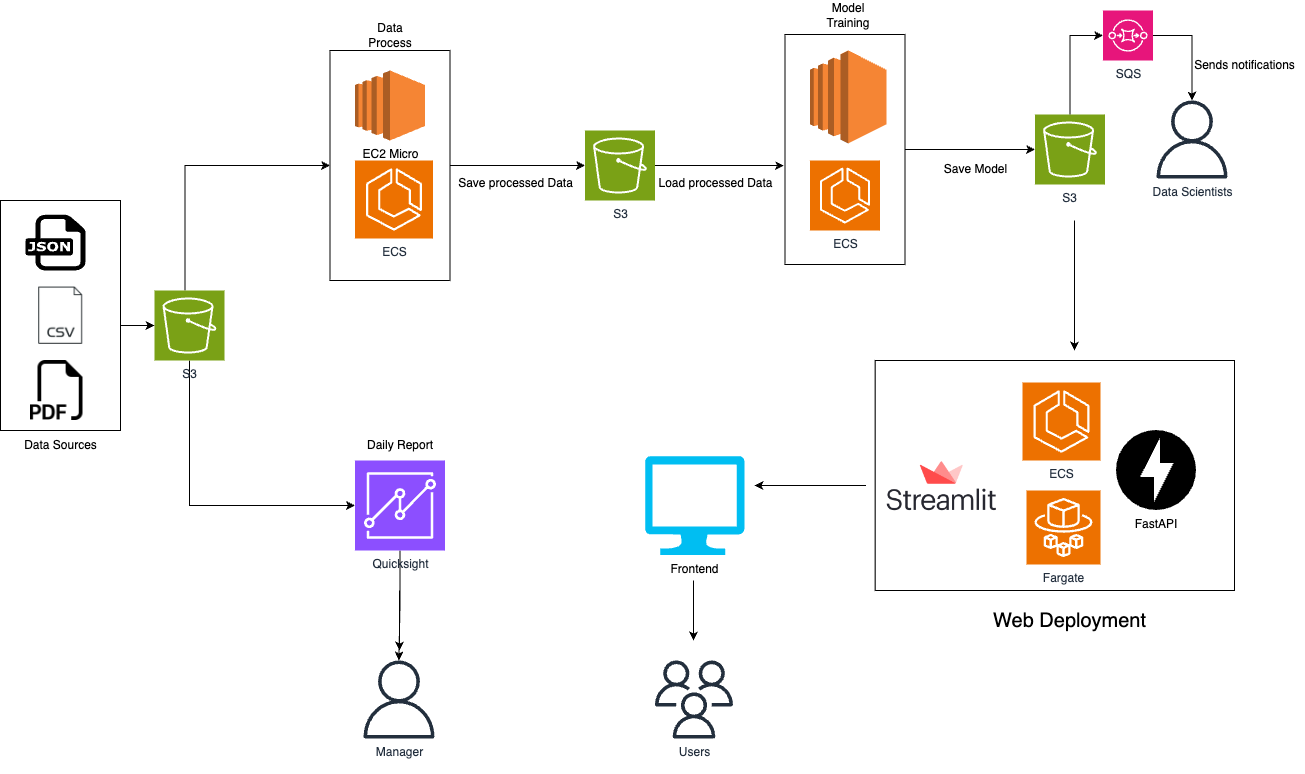 Data
Process
Model
Training
SQS
Sends notifications
EC2 Micro
Save processed Data
Load processed Data
Save Model
Data Scientists
S3
S3
ECS
ECS
JSON
CSV
PDF
Data Sources
S3
Daily Report
Quicksight
Manager
Frontend
Users
Streamlit
ECS
FastAPI
Fargate
Web Deployment